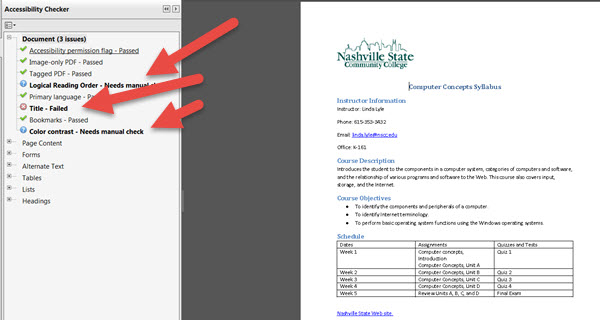 Accessibility Checker
Document (3 issues)
Accessibility permission flag - Passed
Image-only PDF - Passed
Tagged PDF - Passed
Logical Reading Order - Needs manual
Primary language -
Title - Failed
Bookmarks - Passed
Color contrast - Needs manual check
Page Content
Forms
Alternate Text
Tables
Lists
Headings
Nashville State
Community College
Computer Concepts Syllabus
Instructor Information
Instructor: Linda Lyle
Phone: 615-353-3432
Email: linda.lyle@nscc.edu
Office: K-161
Course Description
Introduces the student to the components in a computer system, categories of computers and software,
and the relationship of various programs and software to the Web. This course also covers input,
storage, and the Internet.
Course Objectives
• To identify the components and peripherals of a computer.
• To identify Internet terminology.
• To perform basic operating system functions using the Windows operating systems.
Schedule
Dates Assignments Quizzes and Tests
Week 1 Computer concepts, Quiz 1
Introduction
Computer Concepts, Unit A
Week 2 Computer Concepts, Unit B Quiz 2
Week 3 Computer Concepts, Unit C Quiz 3
Week 4 Computer Concepts, Unit D Quiz 4
Week 5 Review Units A, B, C, and D Final Exam
Nashville State Web site.